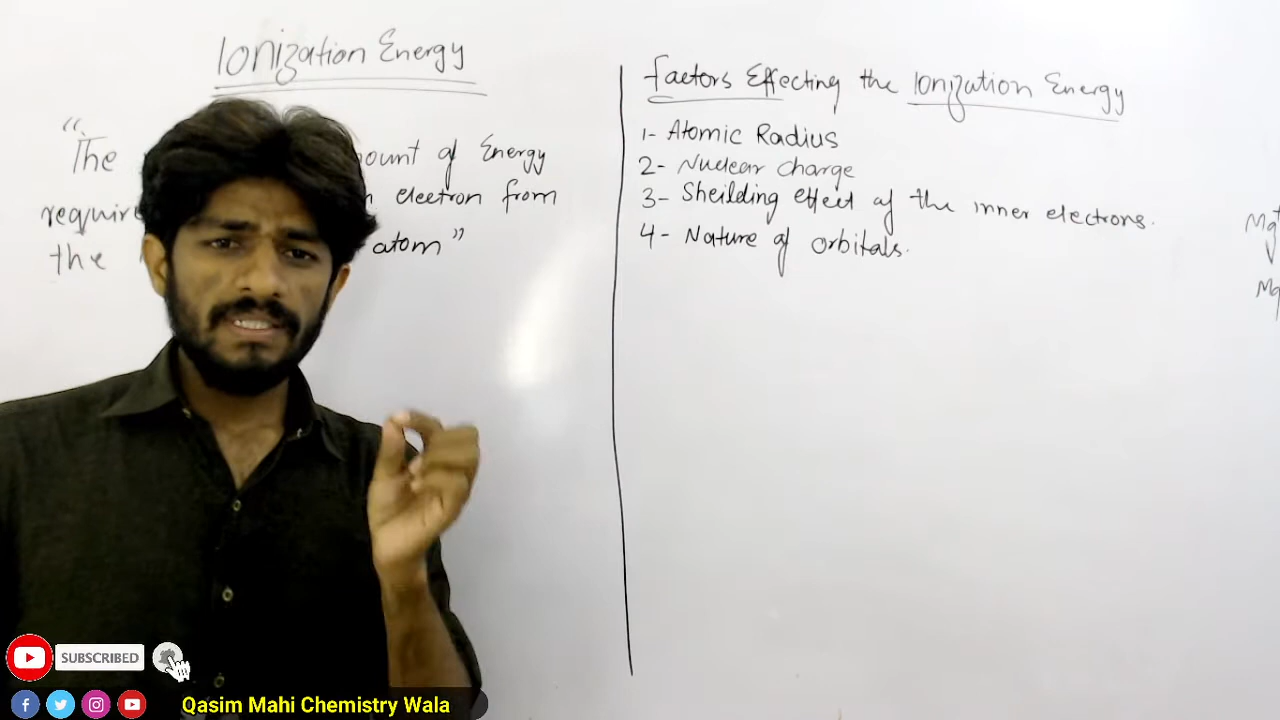 Ionization Energy
"The ount of Energy
require electron from
the atom"
Factors Effecting the Ionization Energy
1- Atomic Radius
2- Nuclear charge
3- Sheilding effect of the inner electrons.
4- Nature of orbitals.
Mg
SUBSCRIBED
Qasim Mahi Chemistry Wala